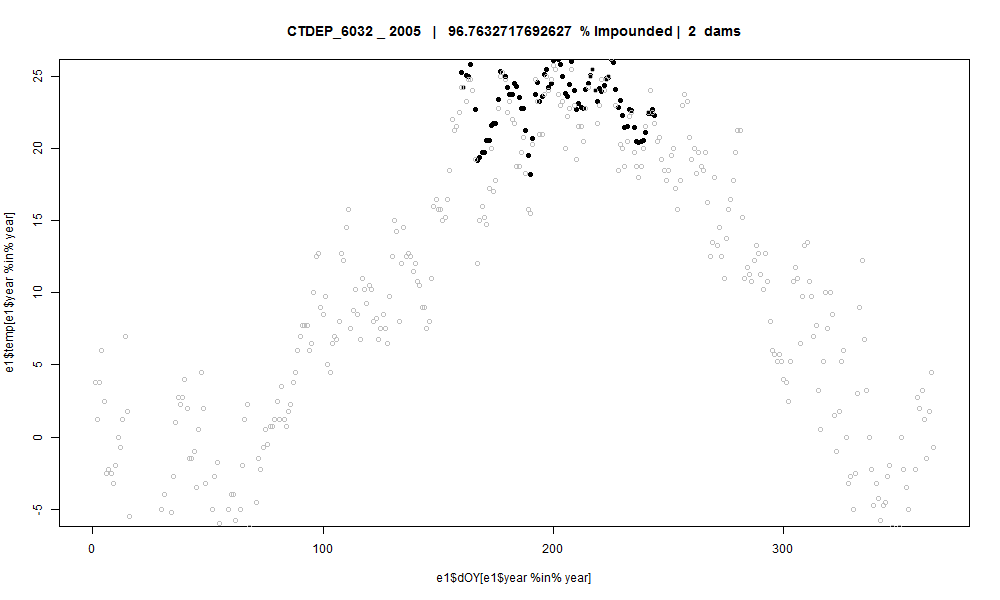 CTDEP_6032 _ 2005 | 96.7632717692627 % Impounded | 2 dams
e1$temp[e1$year %in% year]
25
20
15
10
5
0
-5
0 100 200 300
e1$dOY[e1$year %in% year]